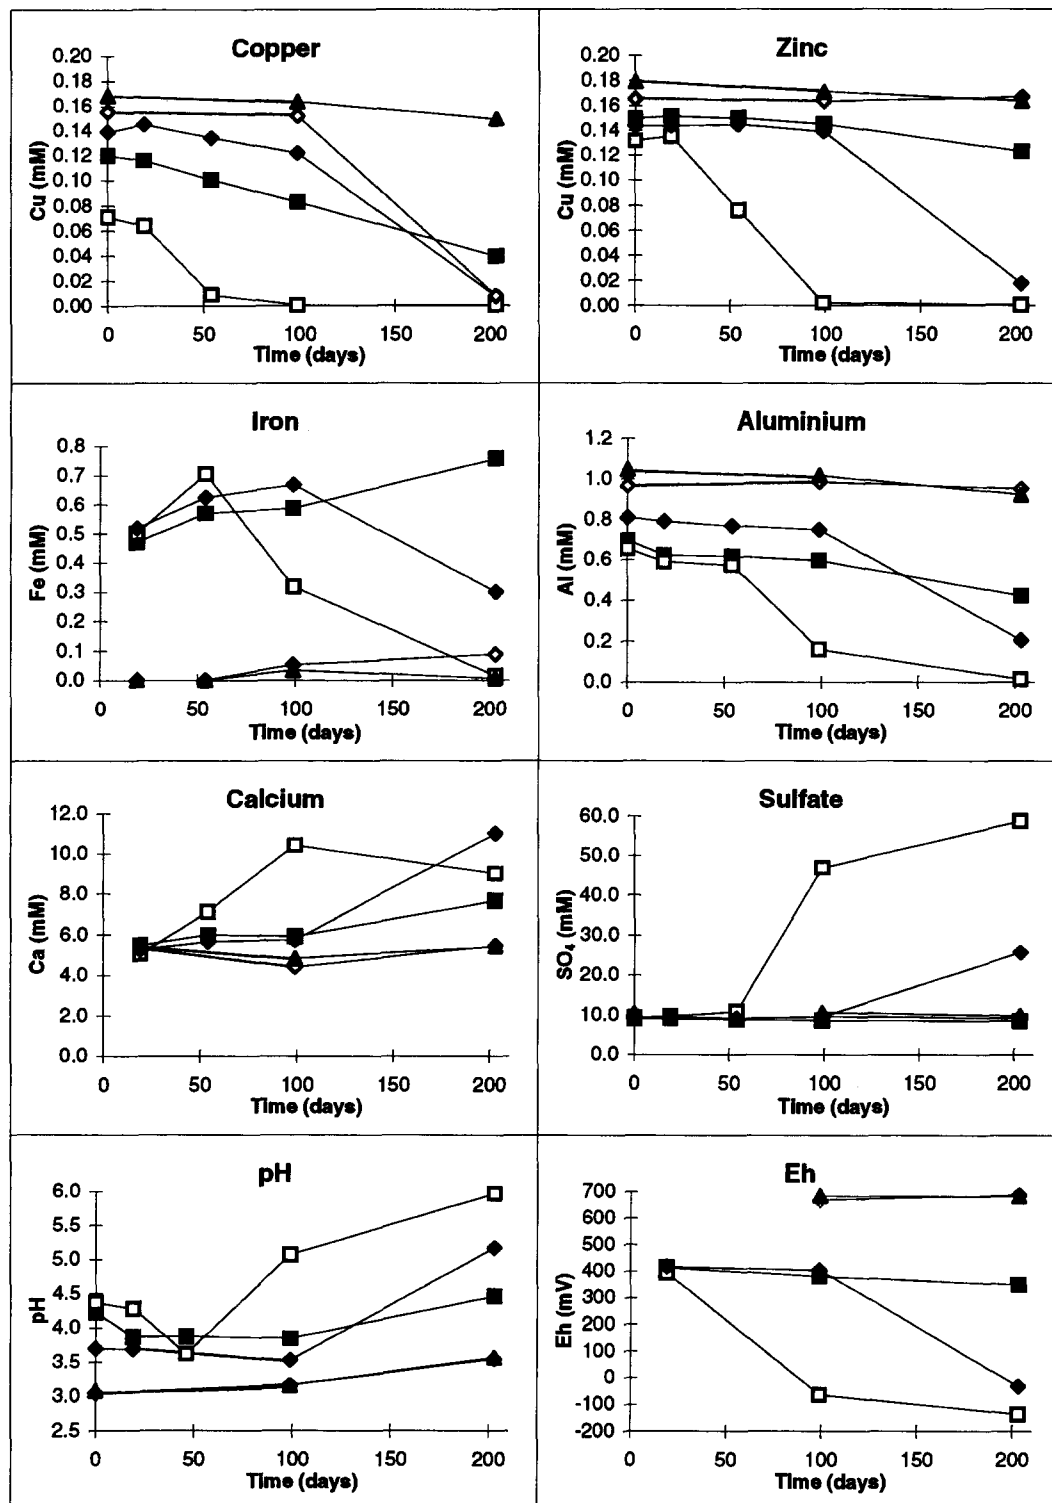 Copper
0.20
0.18
0.16
0.14
0.12
0.10
0.08
0.06
0.04
0.02
0.00
Cu (mM)
0 50 100 150 200
Time (days)
Zinc
0.20
0.18
0.16
0.14
0.12
0.10
0.08
0.06
0.04
0.02
0.00
Cu (mM)
0 50 100 150 200
Time (days)
Iron
0.8
0.7
0.6
0.5
0.4
0.3
0.2
0.1
0.0
Fe (mM)
0 50 100 150 200
Time (days)
Aluminium
1.2
1.0
0.8
0.6
0.4
0.2
0.0
Al (mM)
0 50 100 150 200
Time (days)
Calcium
12.0
10.0
8.0
6.0
4.0
2.0
0.0
Ca (mM)
0 50 100 150 200
Time (days)
Sulfate
60.0
50.0
40.0
30.0
20.0
10.0
0.0
SO₄ (mM)
0 50 100 150 200
Time (days)
pH
6.0
5.5
5.0
4.5
4.0
3.5
3.0
2.5
pH
0 50 100 150 200
Time (days)
Eh
700
600
500
400
300
200
100
0
-100
-200
Eh (mV)
0 50 100 150 200
Time (days)